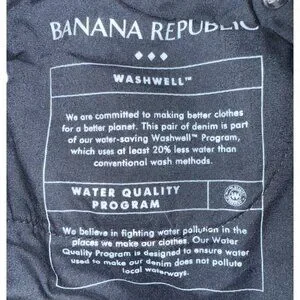 BANANA REPUBLIC
WASHWELL™
We are committed to making better clothes
for a better planet. This pair of denim is part
of our water-saving Washwell™ Program,
which uses at least 20% less water than
conventional wash methods.
WATER QUALITY
PROGRAM
We believe in fighting water pollution in the
places we make our clothes. Our Water
Quality Program is designed to ensure water
used to make our denim does not pollute
local waterways.